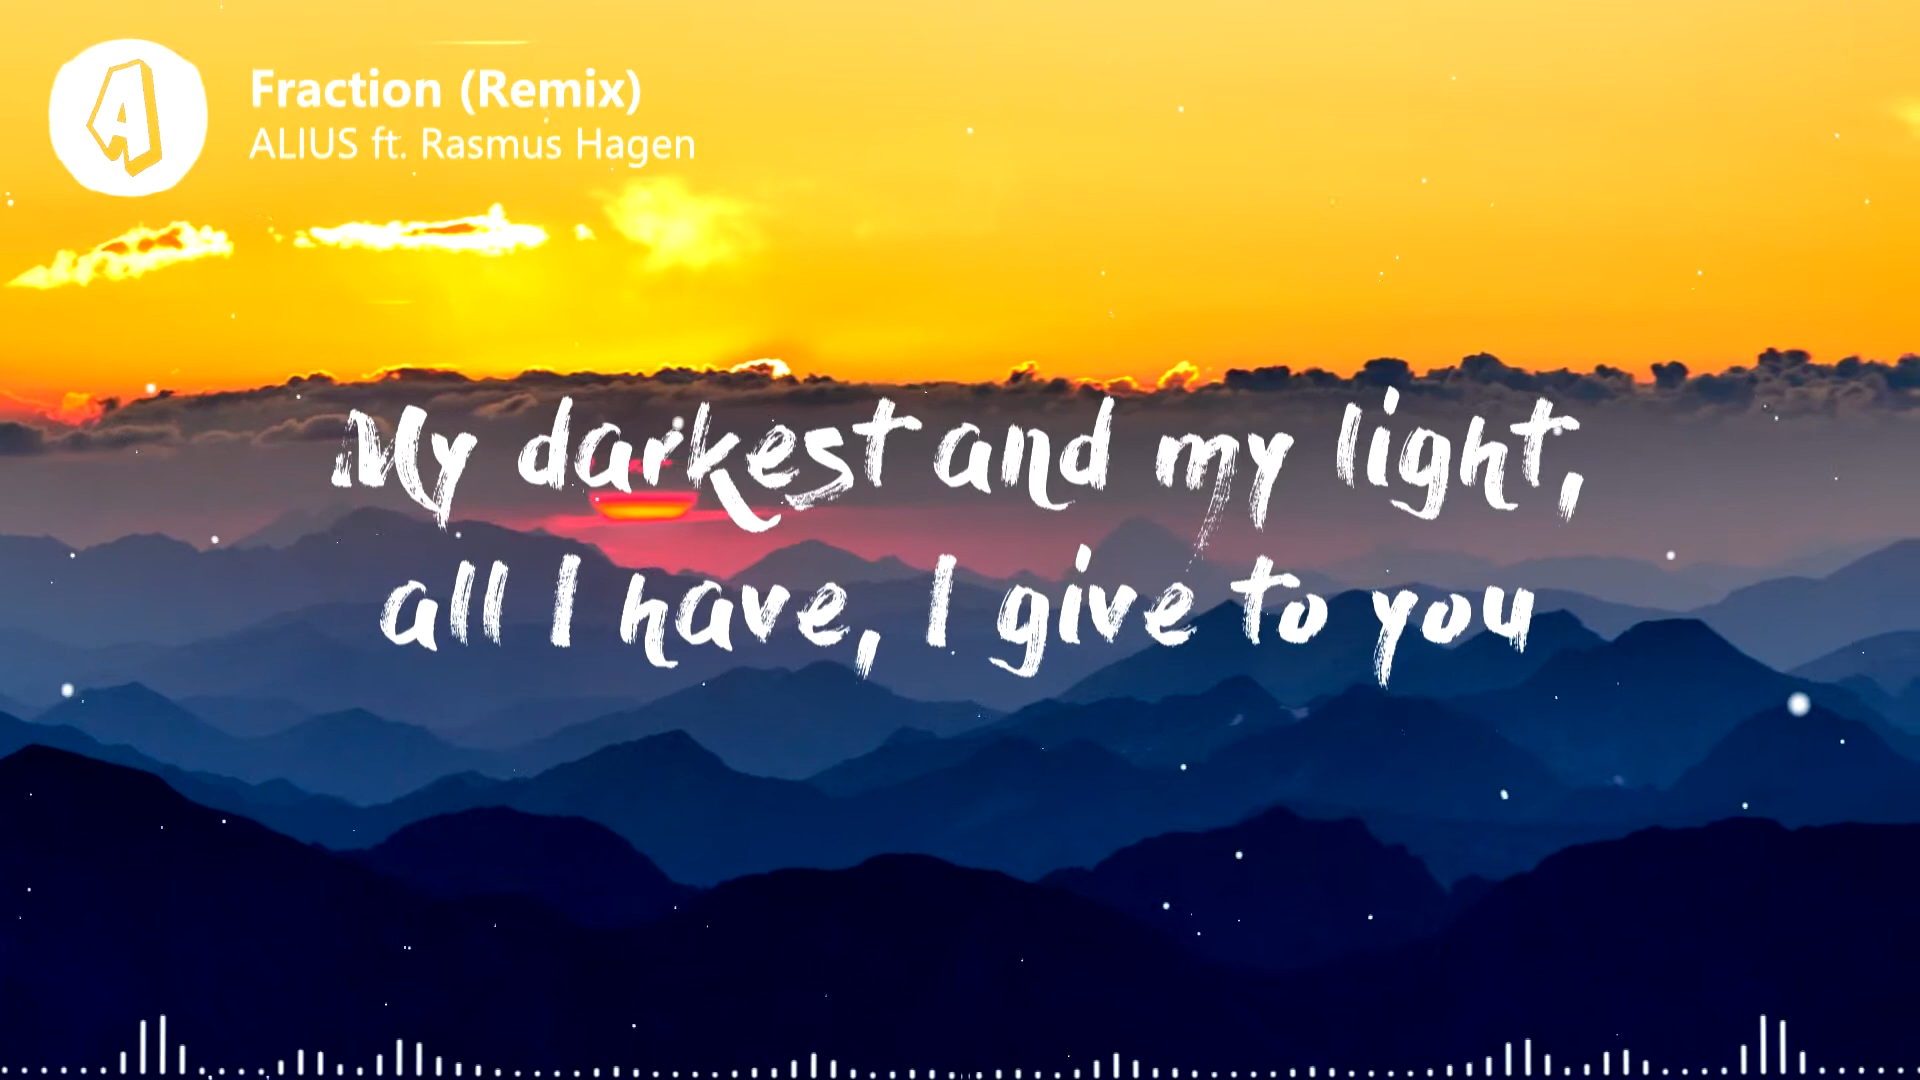 A
Fraction (Remix)
ALIUS ft. Rasmus Hagen
My darkest and my light,
all I have, I give to you